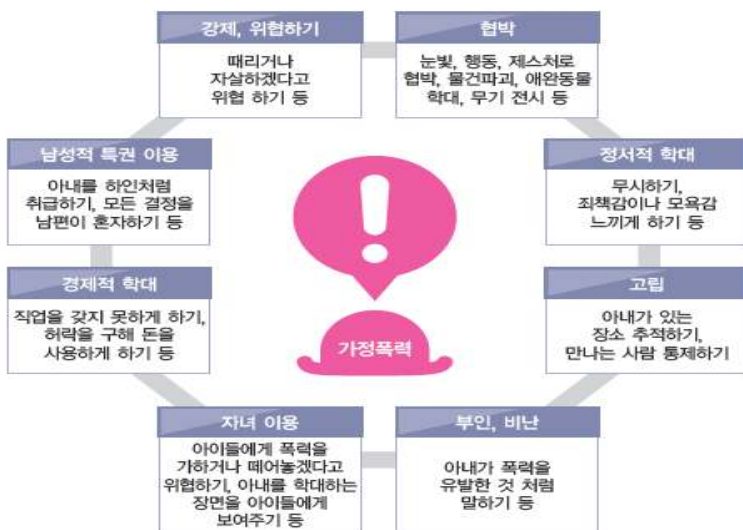 강제, 위협하기
때리거나
자살하겠다고
위협 하기 등
협박
눈빛, 행동, 제스처로
협박, 물건파괴, 애완동물
학대, 무기 전시 등
남성적 특권 이용
아내를 하인처럼
취급하기, 모든 결정을
남편이 혼자하기 등
정서적 학대
무시하기,
죄책감이나 모욕감
느끼게 하기 등
경제적 학대
직업을 갖지 못하게 하기,
허락을 구해 돈을
사용하게 하기 등
고립
아내가 있는
장소 추적하기,
만나는 사람 통제하기
가정폭력
자녀 이용
아이들에게 폭력을
가하거나 떼어놓겠다고
위협하기, 아내를 학대하는
장면을 아이들에게
보여주기 등
부인, 비난
아내가 폭력을
유발한 것 처럼
말하기 등